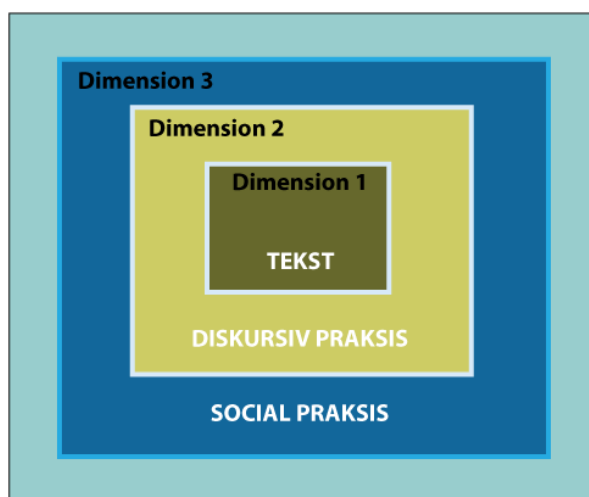 Dimension 3
Dimension 2
Dimension 1
TEKST
DISKURSIV PRAKSIS
SOCIAL PRAKSIS